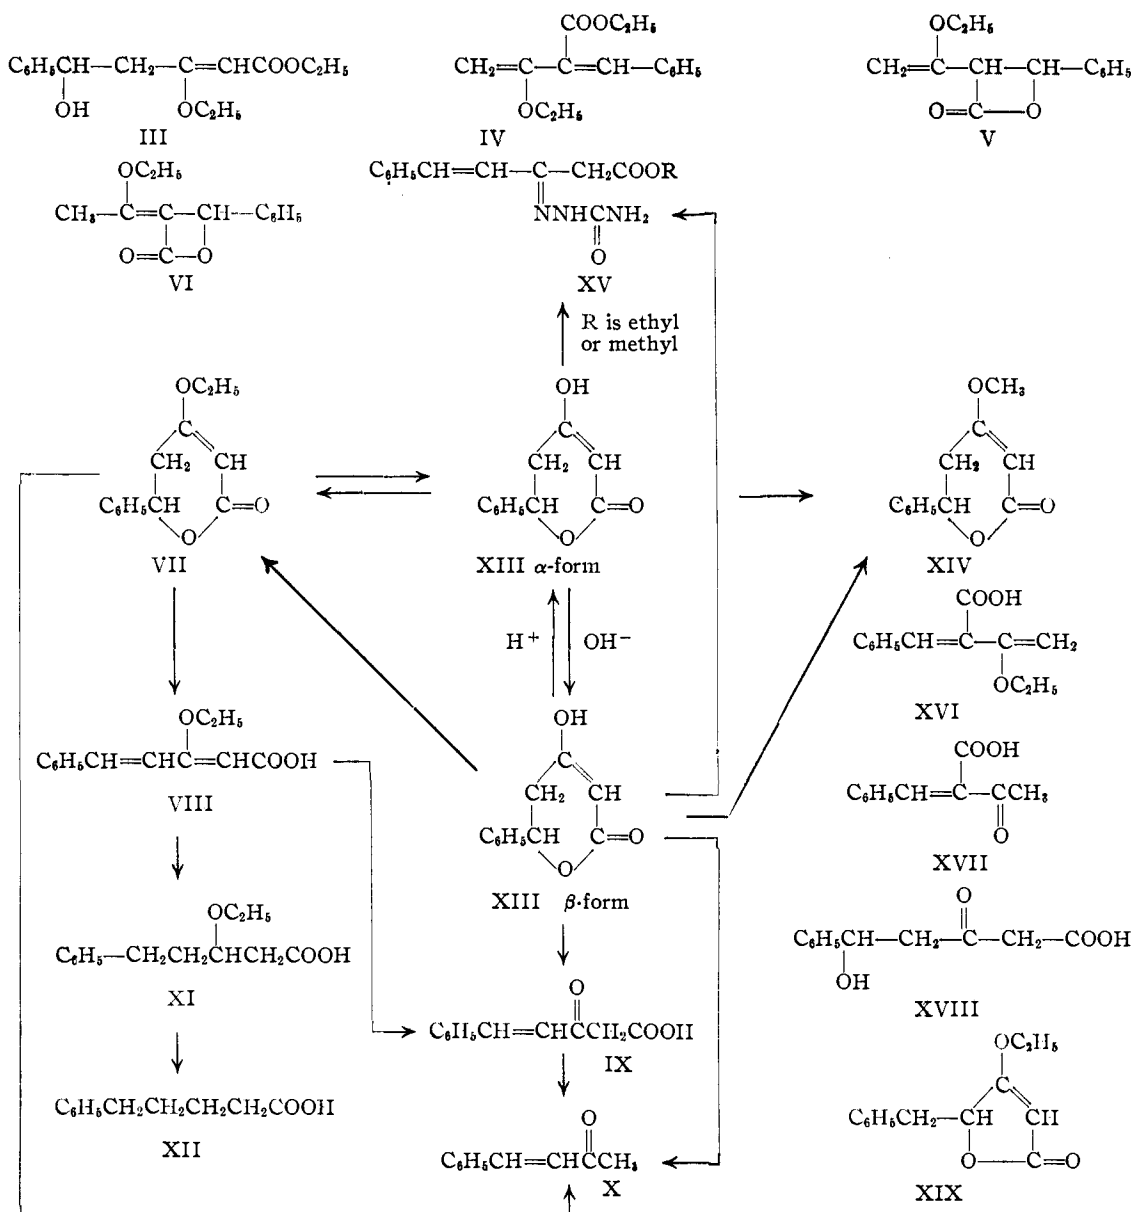 C₆H₅CH—CH₂—C=CHCOOC₂H₅
OH OC₂H₅
III
COOC₂H₅
CH₂=C—C=CH—C₆H₅
OC₂H₅
IV
OC₂H₅
CH₂=C—CH—CH—C₆H₅
O=C—O
V
OC₂H₅
CH₃—C=C—CH—C₆H₅
O=C—O
VI
C₆H₅CH=CH—C—CH₂COOR
NNHCNH₂
O
XV
R is ethyl
or methyl
OC₂H₅
C
CH₂ CH
C₆H₅CH C=O
O
VII
OH
C
CH₂ CH
C₆H₅CH C=O
O
XIII α-form
OCH₃
C
CH₂ CH
C₆H₅CH C=O
O
XIV
H⁺ OH⁻
COOH
C₆H₅CH=C—C=CH₂
OC₂H₅
XVI
OC₂H₅
C₆H₅CH=CHC=CHCOOH
VIII
OH
C
CH₂ CH
C₆H₅CH C=O
O
XIII β-form
COOH
C₆H₅CH=C—CCH₃
O
XVII
OC₂H₅
C₆H₅—CH₂CH₂CHCH₂COOH
XI
O
C₆H₅CH—CH₂—C—CH₂—COOH
OH
XVIII
O
C₆H₅CH=CHCCH₂COOH
IX
C₆H₅CH₂CH₂CH₂CH₂COOH
XII
O
C₆H₅CH=CHCCH₃
X
OC₂H₅
C
C₆H₅CH₂—CH CH
O—C=O
XIX